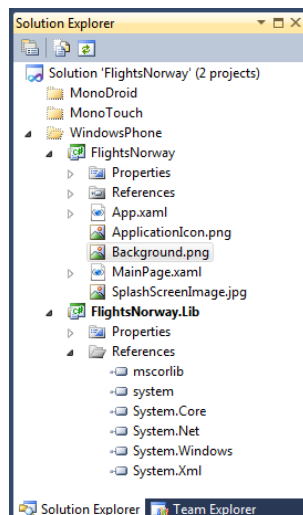 Solution Explorer
Solution 'FlightsNorway' (2 projects)
MonoDroid
MonoTouch
WindowsPhone
FlightsNorway
Properties
References
App.xaml
ApplicationIcon.png
Background.png
MainPage.xaml
SplashScreenImage.jpg
FlightsNorway.Lib
Properties
References
mscorlib
system
System.Core
System.Net
System.Windows
System.Xml
Solution Explorer Team Explorer